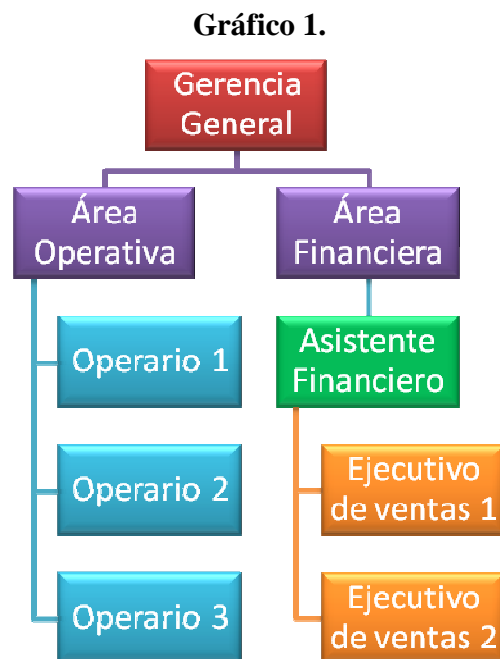 Gráfico 1.
Gerencia
General
Área
Operativa
Área
Financiera
Operario 1
Operario 2
Operario 3
Asistente
Financiero
Ejecutivo
de ventas 1
Ejecutivo
de ventas 2